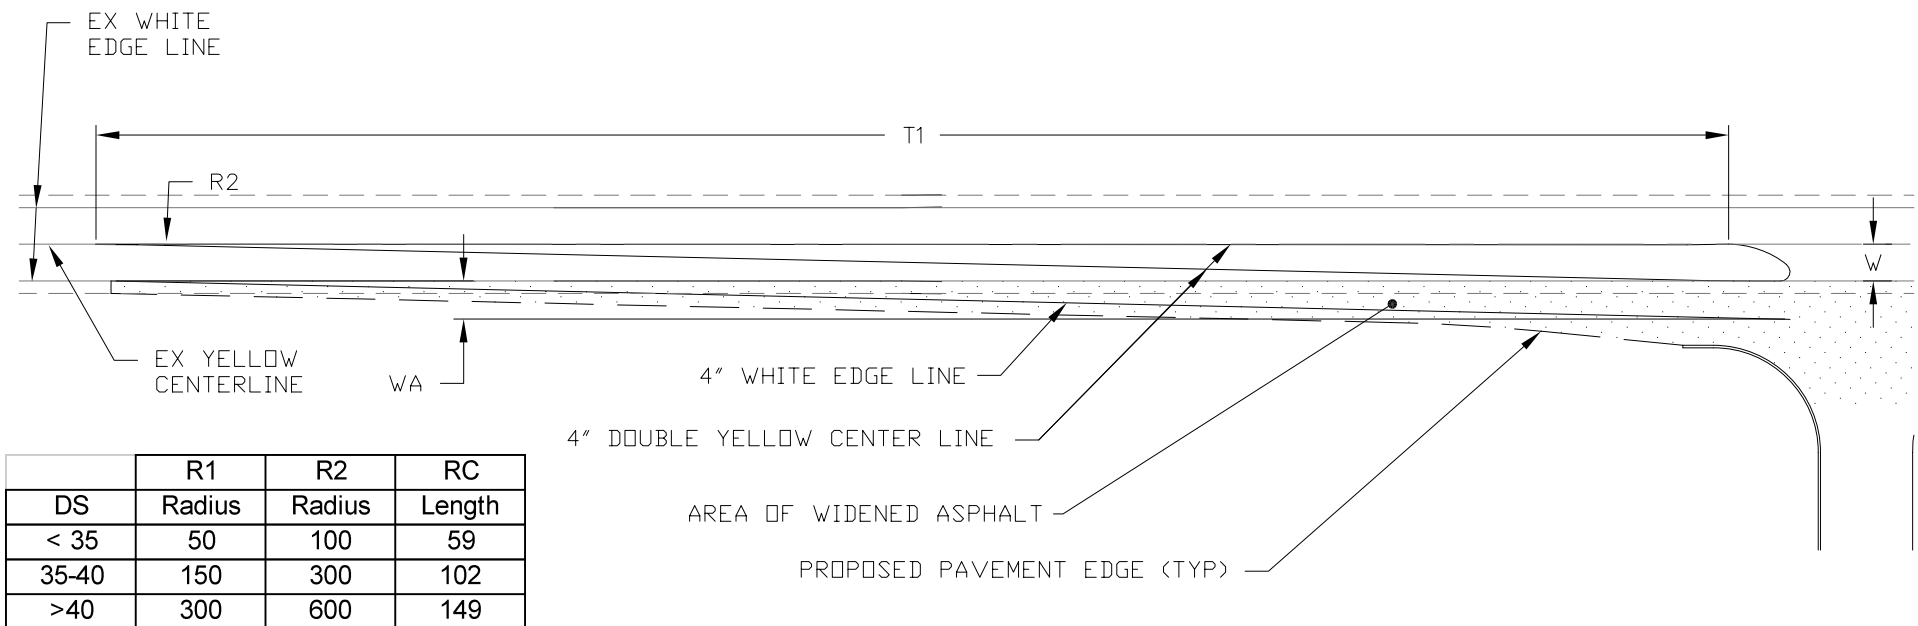 EX WHITE
EDGE LINE
T1
R2
W
EX YELLOW
CENTERLINE
WA
4" WHITE EDGE LINE
4" DOUBLE YELLOW CENTER LINE
AREA OF WIDENED ASPHALT
PROPOSED PAVEMENT EDGE (TYP)
R1 R2 RC
DS Radius Radius Length
< 35 50 100 59
35-40 150 300 102
>40 300 600 149